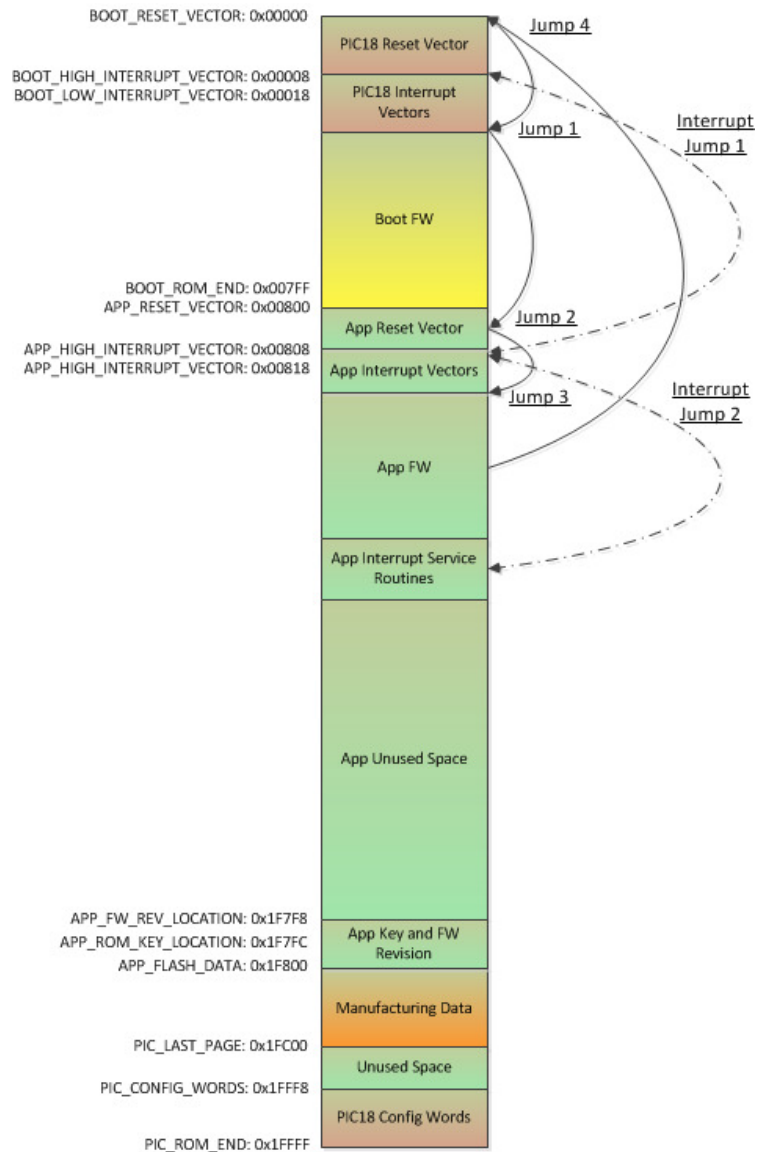 BOOT_RESET_VECTOR: 0x00000
Jump 4
PIC18 Reset Vector
BOOT_HIGH_INTERRUPT_VECTOR: 0x00008
BOOT_LOW_INTERRUPT_VECTOR: 0x00018
PIC18 Interrupt
Vectors
Jump 1
Interrupt
Jump 1
Boot FW
BOOT_ROM_END: 0x007FF
APP_RESET_VECTOR: 0x00800
App Reset Vector
Jump 2
APP_HIGH_INTERRUPT_VECTOR: 0x00808
APP_HIGH_INTERRUPT_VECTOR: 0x00818
App Interrupt Vectors
Jump 3
Interrupt
Jump 2
App FW
App Interrupt Service
Routines
App Unused Space
APP_FW_REV_LOCATION: 0x1F7F8
APP_ROM_KEY_LOCATION: 0x1F7FC
APP_FLASH_DATA: 0x1F800
App Key and FW
Revision
Manufacturing Data
PIC_LAST_PAGE: 0x1FC00
Unused Space
PIC_CONFIG_WORDS: 0x1FFF8
PIC18 Config Words
PIC_ROM_END: 0x1FFFF